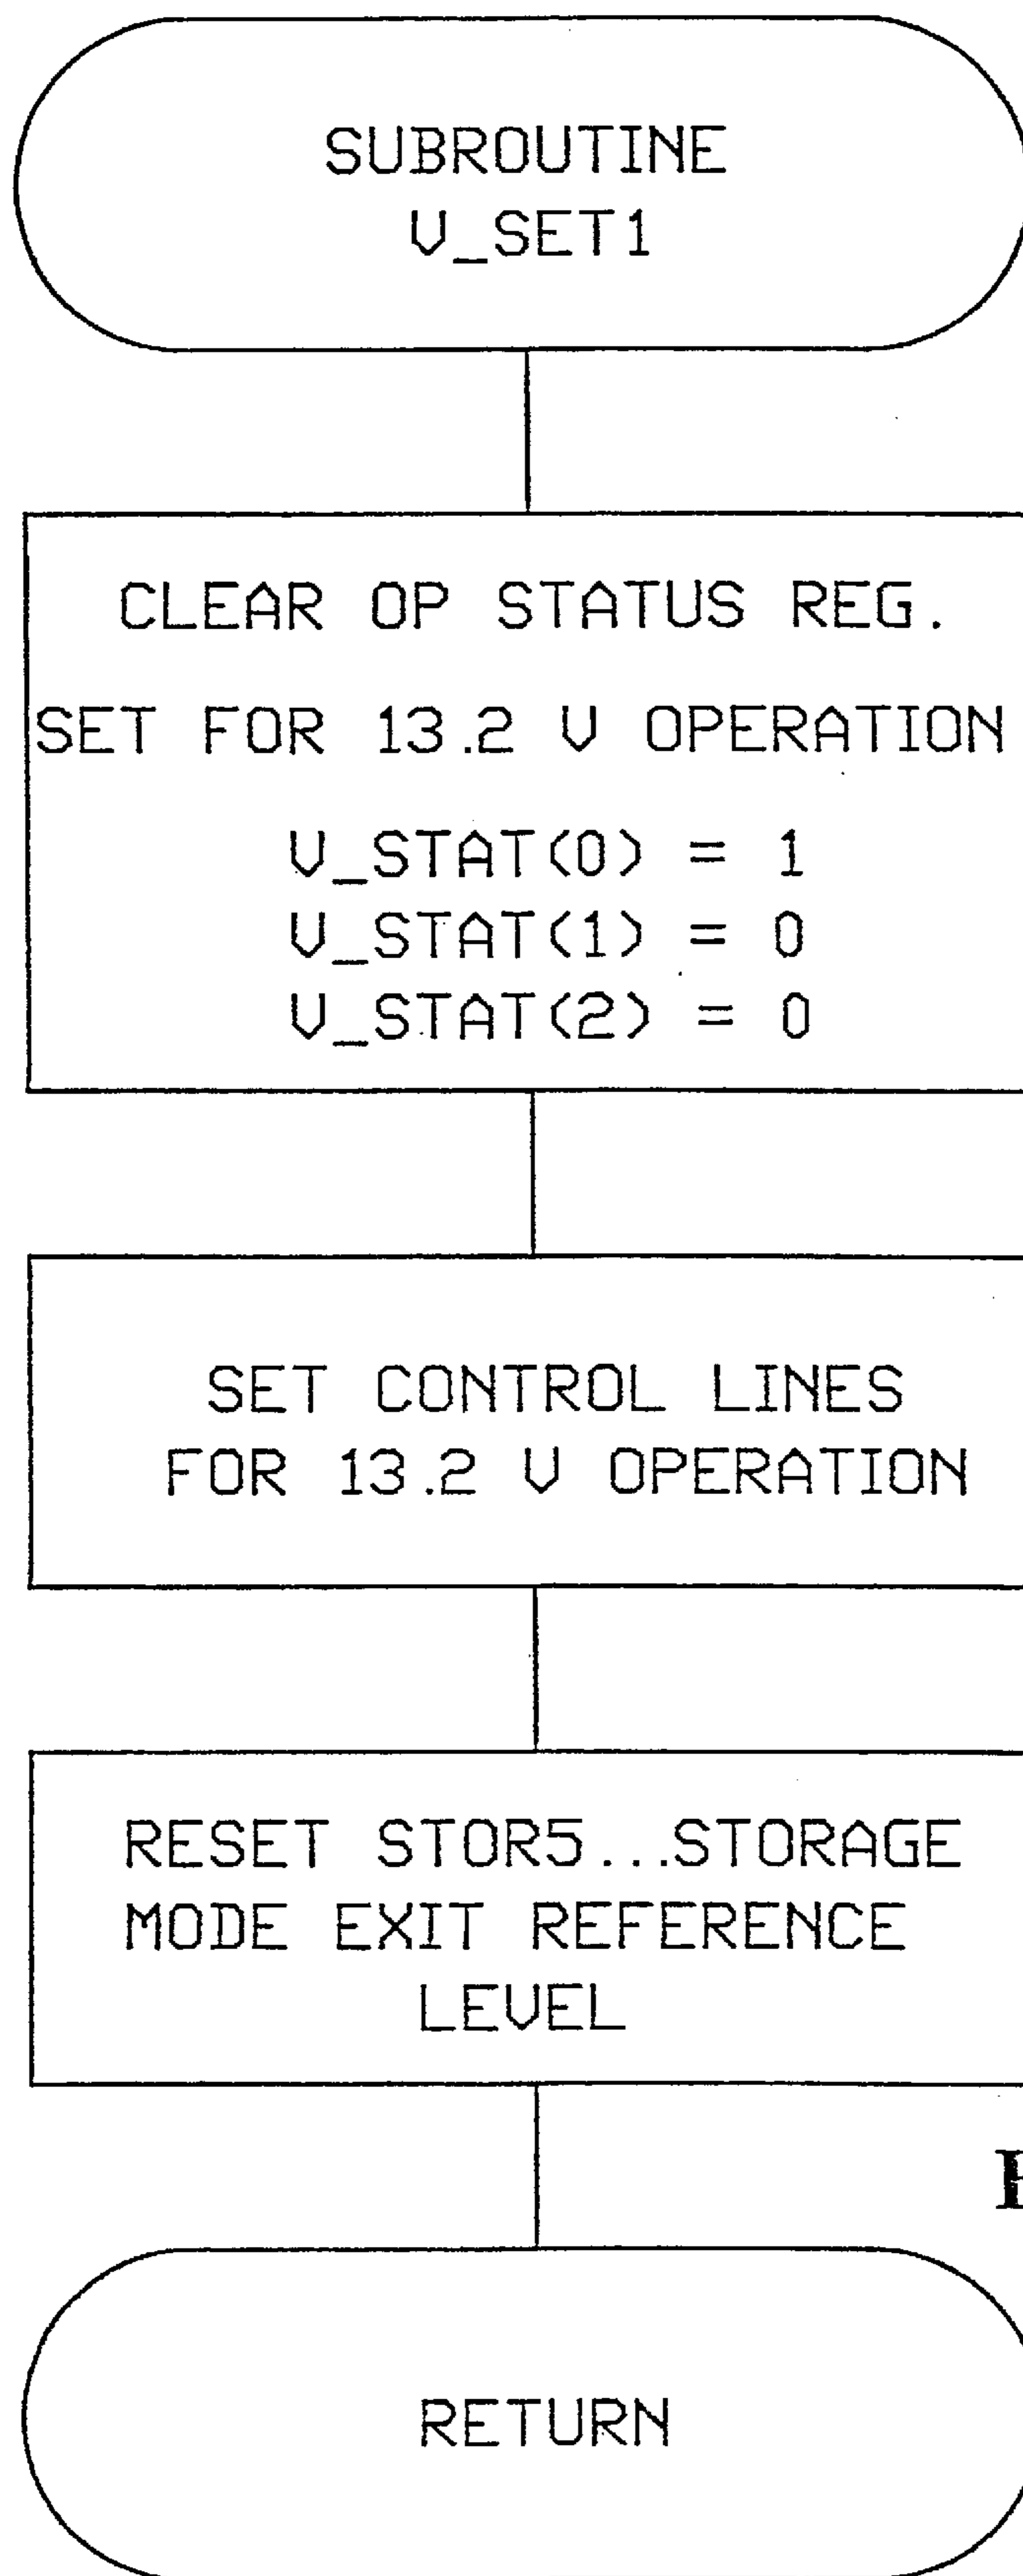 SUBROUTINE
V_SET1
CLEAR OP STATUS REG.
SET FOR 13.2 V OPERATION
V_STAT(0) = 1
V_STAT(1) = 0
V_STAT(2) = 0
SET CONTROL LINES
FOR 13.2 V OPERATION
RESET STOR5...STORAGE
MODE EXIT REFERENCE
LEVEL
RETURN